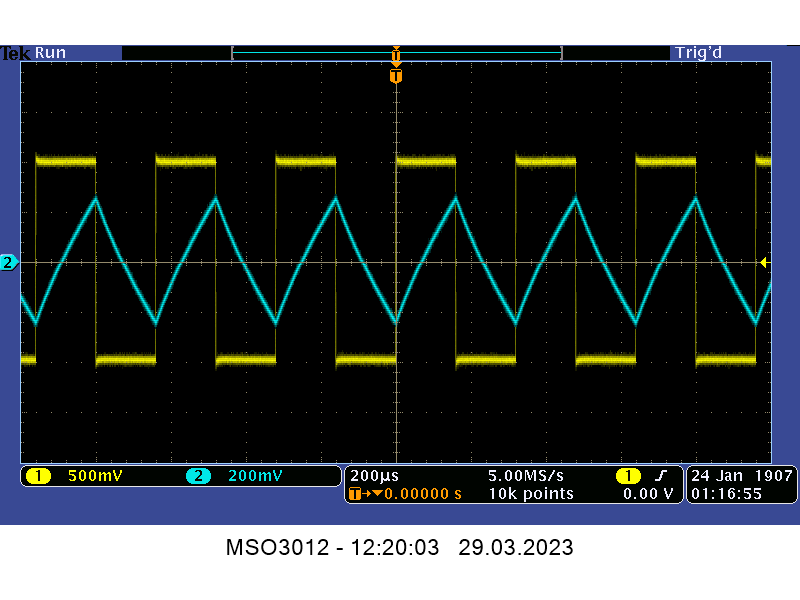 Tek Run Trig'd
T
T
2
1 500mV 2 200mV 200µs 5.00MS/s 1 24 Jan 1907
T→▼0.00000 s 10k points 0.00 V 01:16:55
MSO3012 - 12:20:03 29.03.2023